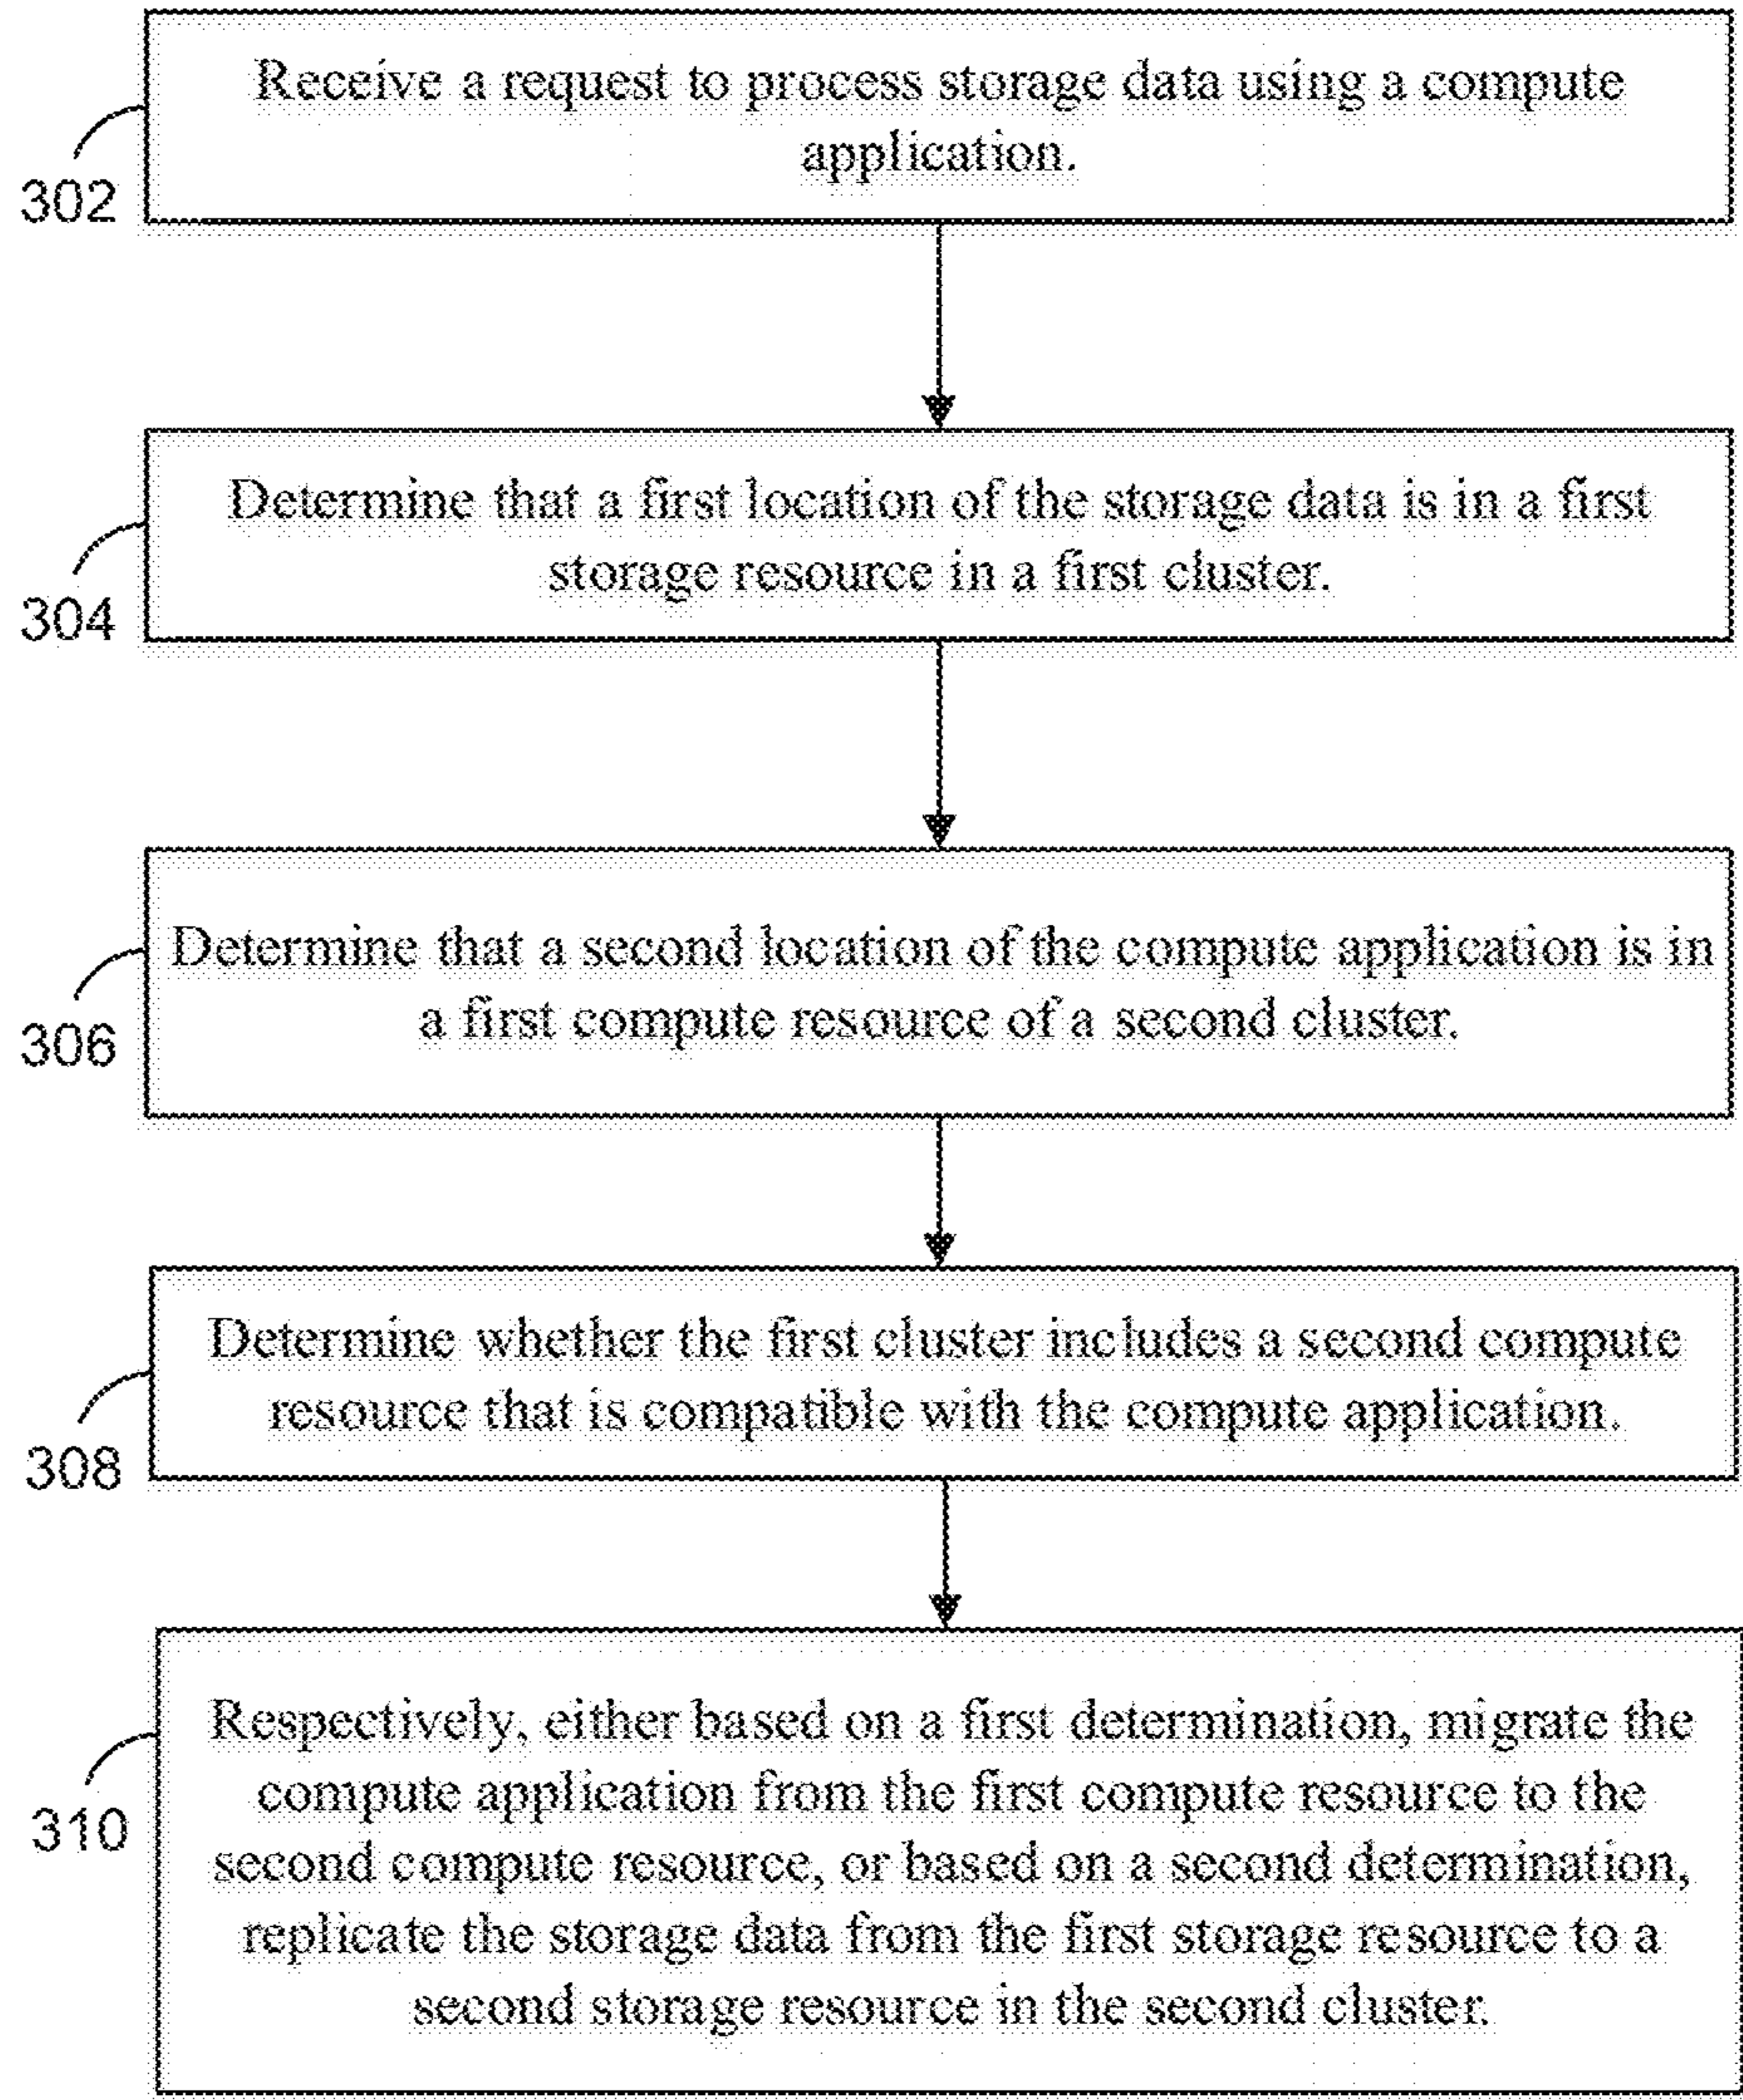 Receive a request to process storage data using a compute
application.
302
Determine that a first location of the storage data is in a first
storage resource in a first cluster.
304
Determine that a second location of the compute application is in
a first compute resource of a second cluster.
306
Determine whether the first cluster includes a second compute
resource that is compatible with the compute application.
308
Respectively, either based on a first determination, migrate the
compute application from the first compute resource to the
second compute resource, or based on a second determination,
replicate the storage data from the first storage resource to a
second storage resource in the second cluster.
310